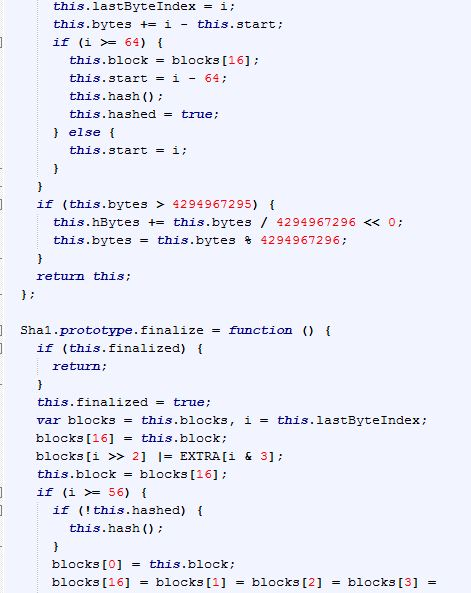 this.lastByteIndex = i;
this.bytes += i - this.start;
if (i >= 64) {
this.block = blocks[16];
this.start = i - 64;
this.hash();
this.hashed = true;
} else {
this.start = i;
}
}
if (this.bytes > 4294967295) {
this.hBytes += this.bytes / 4294967296 << 0;
this.bytes = this.bytes % 4294967296;
}
return this;
};
Sha1.prototype.finalize = function () {
if (this.finalized) {
return;
}
this.finalized = true;
var blocks = this.blocks, i = this.lastByteIndex;
blocks[16] = this.block;
blocks[i >> 2] |= EXTRA[i & 3];
this.block = blocks[16];
if (i >= 56) {
if (!this.hashed) {
this.hash();
}
blocks[0] = this.block;
blocks[16] = blocks[1] = blocks[2] = blocks[3] =